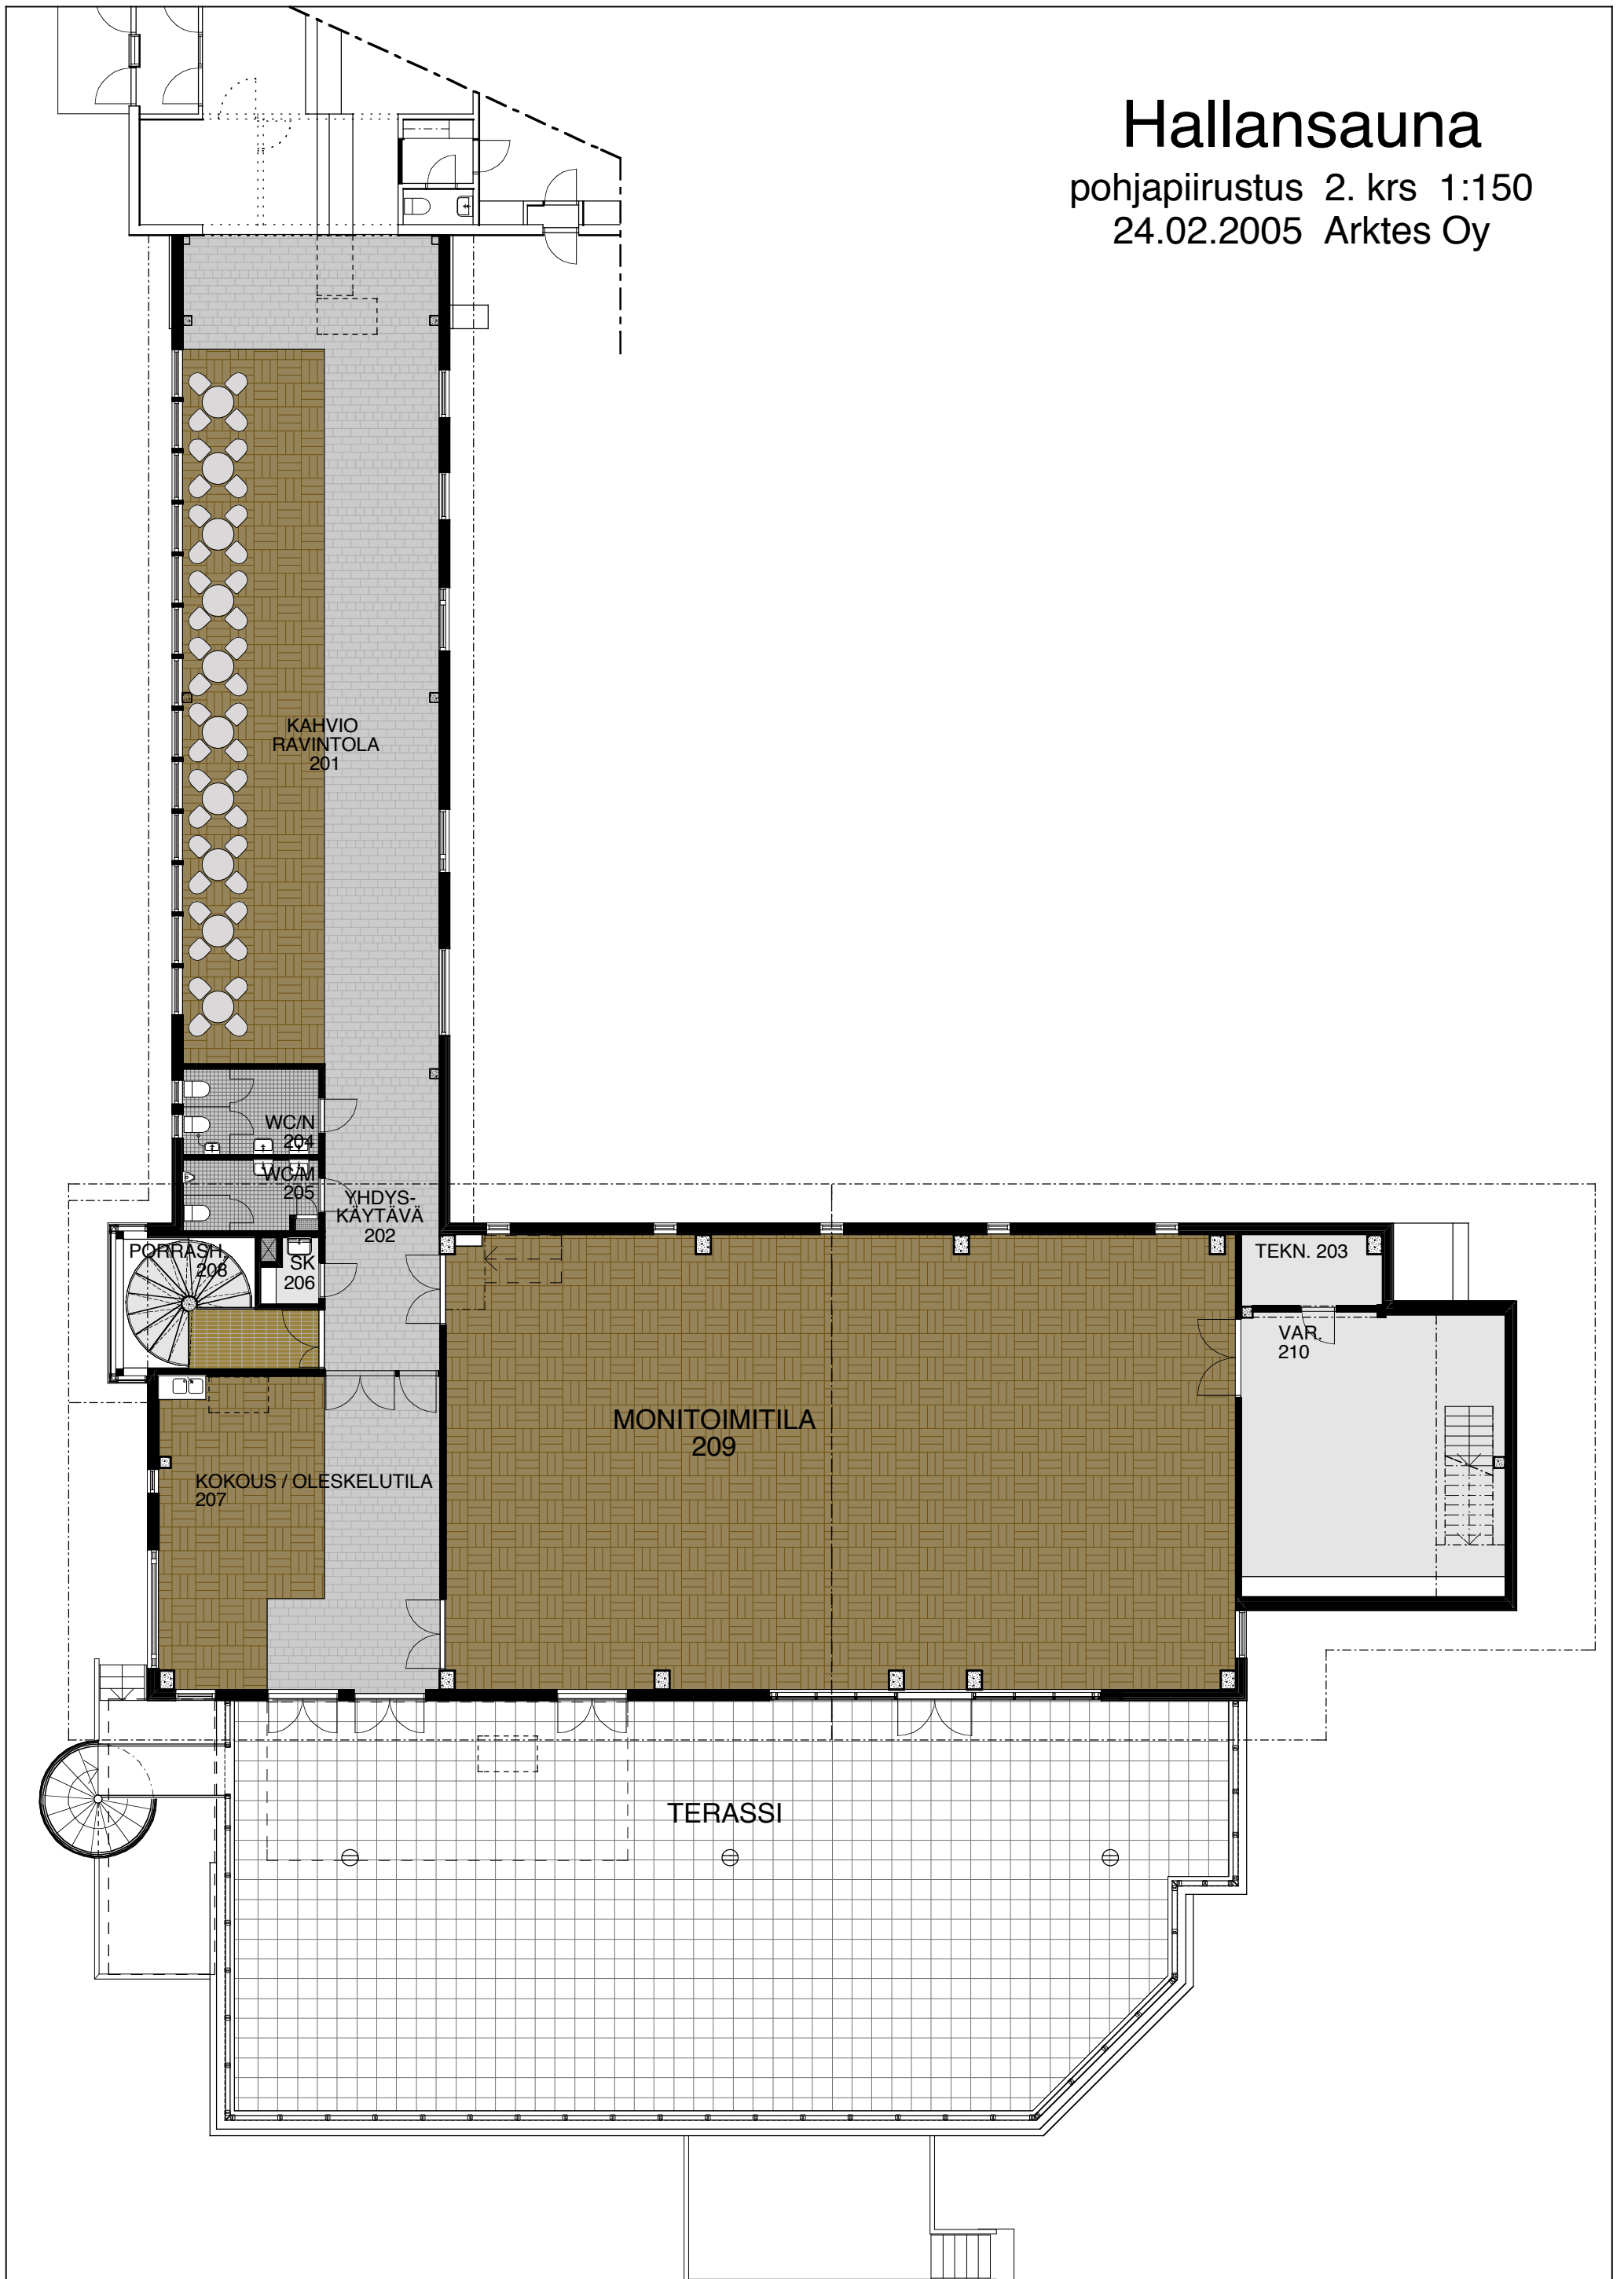 Hallansauna
pohjapiirustus 2. krs 1:150
24.02.2005 Arktes Oy
KAHVIO
RAVINTOLA
201
WC/N
204
WC/M
205
YHDYS-
KÄYTÄVÄ
202
PORRASH.
208
SK
206
TEKN. 203
VAR.
210
MONITOIMITILA
209
KOKOUS / OLESKELUTILA
207
TERASSI